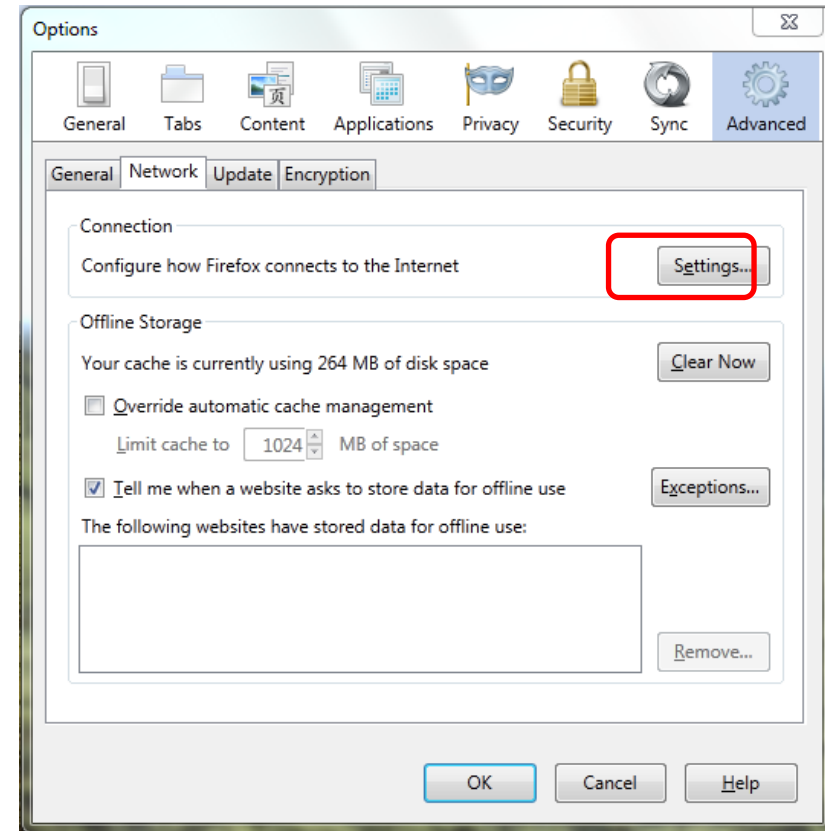 Options
页
General Tabs Content Applications Privacy Security Sync Advanced
General Network Update Encryption
Connection
Configure how Firefox connects to the Internet Settings...
Offline Storage
Your cache is currently using 264 MB of disk space Clear Now
Override automatic cache management
Limit cache to 1024 MB of space
Tell me when a website asks to store data for offline use Exceptions...
The following websites have stored data for offline use:
Remove...
OK Cancel Help